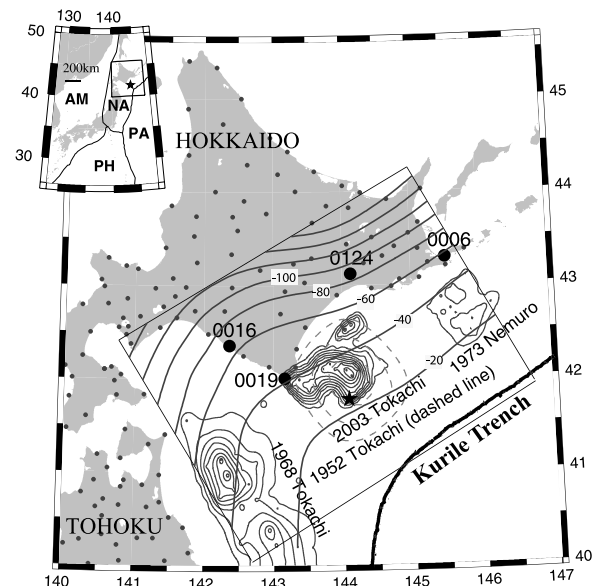 130 140
50
40
30
200km
AM
NA
PA
PH
HOKKAIDO
45
44
43
42
41
40
0006
0124
0016
0019
-100
-80
-60
-40
-20
1973 Nemuro
2003 Tokachi
1952 Tokachi (dashed line)
1968 Tokachi
Kurile Trench
TOHOKU
140 141 142 143 144 145 146 147